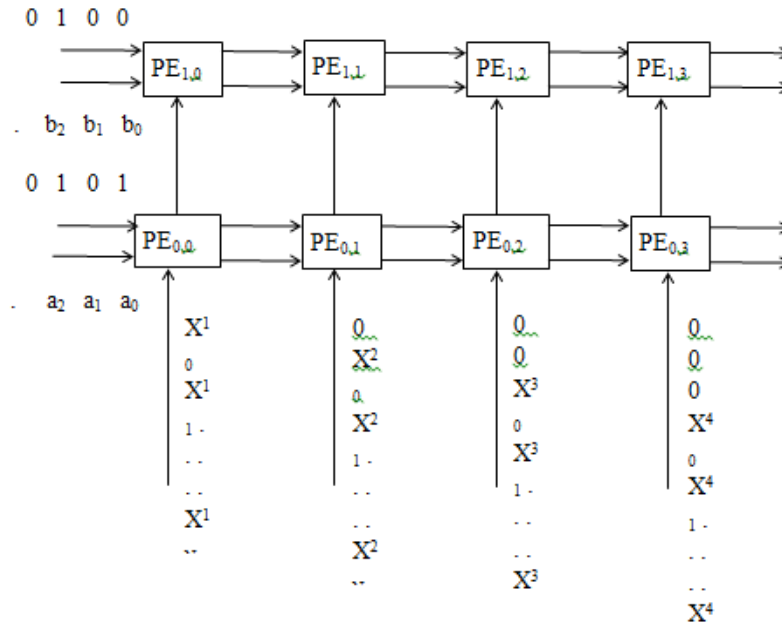 0 1 0 0
PE1,0 PE1,1 PE1,2 PE1,3
. b2 b1 b0
0 1 0 1
PE0,0 PE0,1 PE0,2 PE0,3
. a2 a1 a0
X1 0 0 0
0 X2 0 0
X1 0 X3 0
1 . X2 0 X4
. . 1 . X3 0
. . . . 1 . X4
X1 . . . . 1 .
X2 . . . .
X3 . .
X4